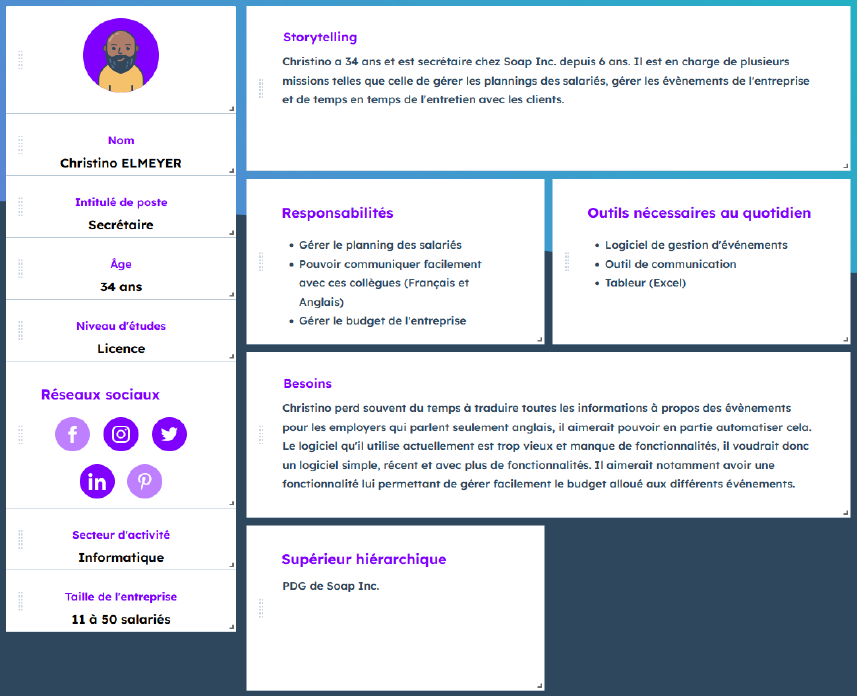 Nom
Christino ELMEYER
Intitulé de poste
Secrétaire
Âge
34 ans
Niveau d'études
Licence
Réseaux sociaux
Secteur d'activité
Informatique
Taille de l'entreprise
11 à 50 salariés
Storytelling
Christino a 34 ans et est secrétaire chez Soap Inc. depuis 6 ans. Il est en charge de plusieurs
missions telles que celle de gérer les plannings des salariés, gérer les évènements de l'entreprise
et de temps en temps de l'entretien avec les clients.
Responsabilités
• Gérer le planning des salariés
• Pouvoir communiquer facilement
avec ces collègues (Français et
Anglais)
• Gérer le budget de l'entreprise
Outils nécessaires au quotidien
• Logiciel de gestion d'événements
• Outil de communication
• Tableur (Excel)
Besoins
Christino perd souvent du temps à traduire toutes les informations à propos des évènements
pour les employers qui parlent seulement anglais, il aimerait pouvoir en partie automatiser cela.
Le logiciel qu'il utilise actuellement est trop vieux et manque de fonctionnalités, il voudrait donc
un logiciel simple, récent et avec plus de fonctionnalités. Il aimerait notamment avoir une
fonctionnalité lui permettant de gérer facilement le budget alloué aux différents événements.
Supérieur hiérarchique
PDG de Soap Inc.